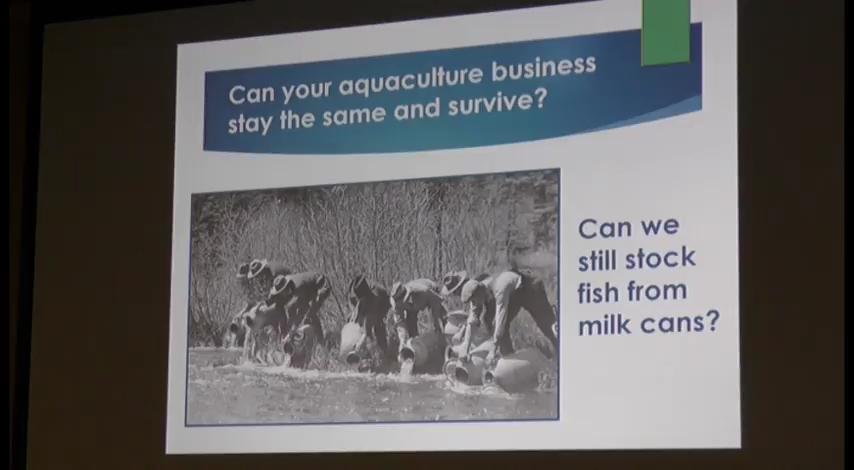 Can your aquaculture business
stay the same and survive?
Can we
still stock
fish from
milk cans?